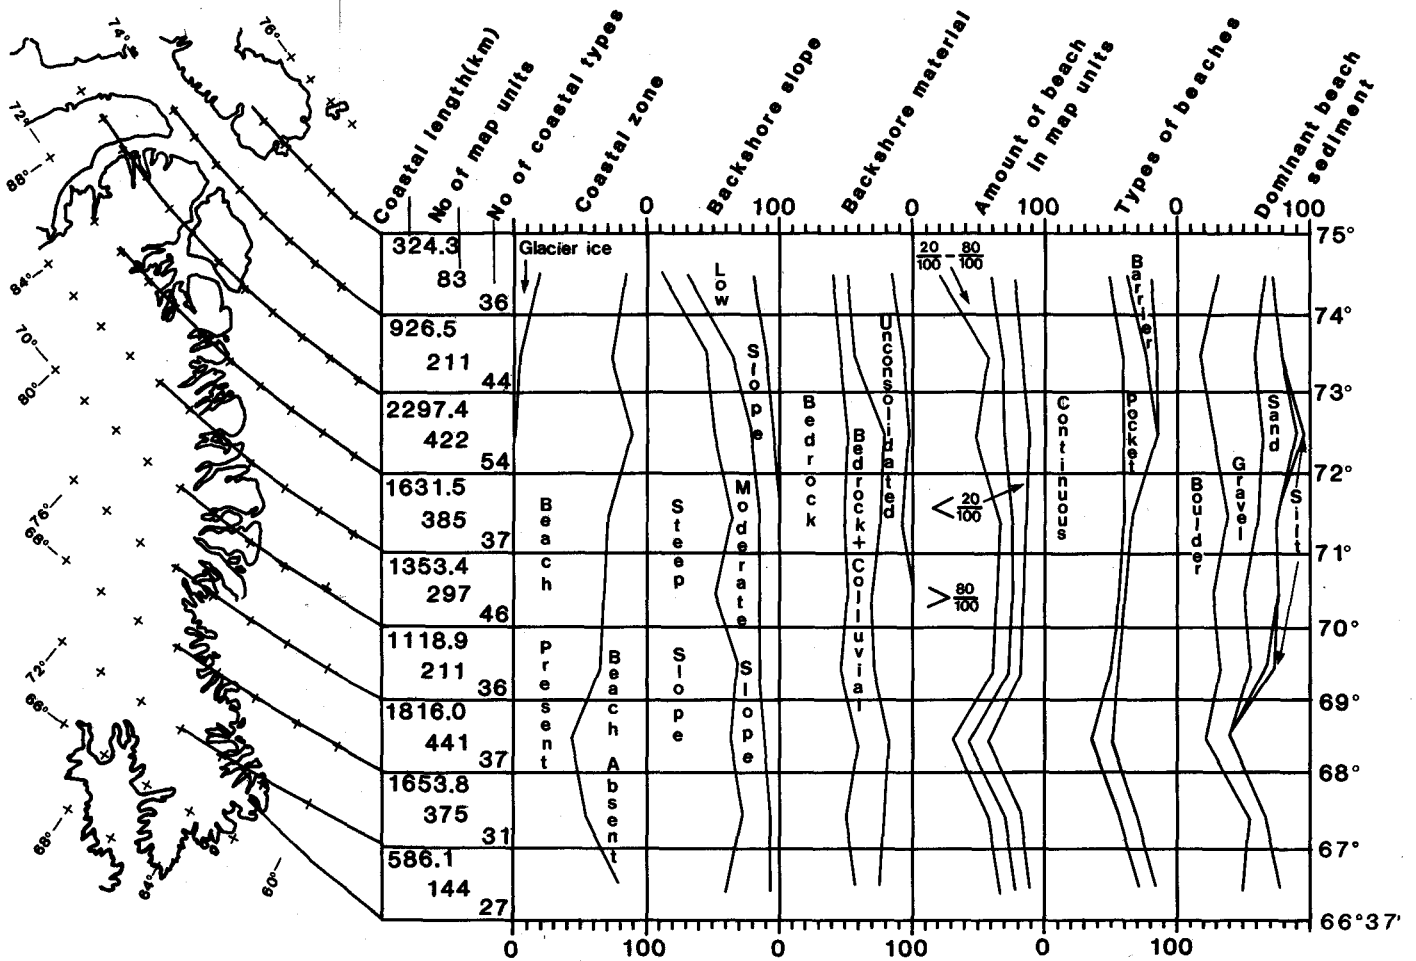 Coastal length(km)
No of map units
No of coastal types
Coastal zone
Backshore slope
Backshore material
Amount of beach in map units
Types of beaches
Dominant beach sediment
74°
76°
72°
88°
84°
70°
80°
76°
68°
72°
68°
68°
64°
60°
0 100 0 100 0 100
324.3
83
36
926.5
211
44
2297.4
422
54
1631.5
385
37
1353.4
297
46
1118.9
211
36
1816.0
441
37
1653.8
375
31
586.1
144
27
Glacier ice
Beach Present
Beach Absent
Low Slope
Steep Slope
Moderate Slope
Bedrock
Bedrock+Colluvial
Unconsolidated
20/100 - 80/100
< 20/100
> 80/100
Continuous
Pocket
Barrier
Boulder
Gravel
Sand
Silt
75°
74°
73°
72°
71°
70°
69°
68°
67°
66°37'
0 100 0 100 0 100